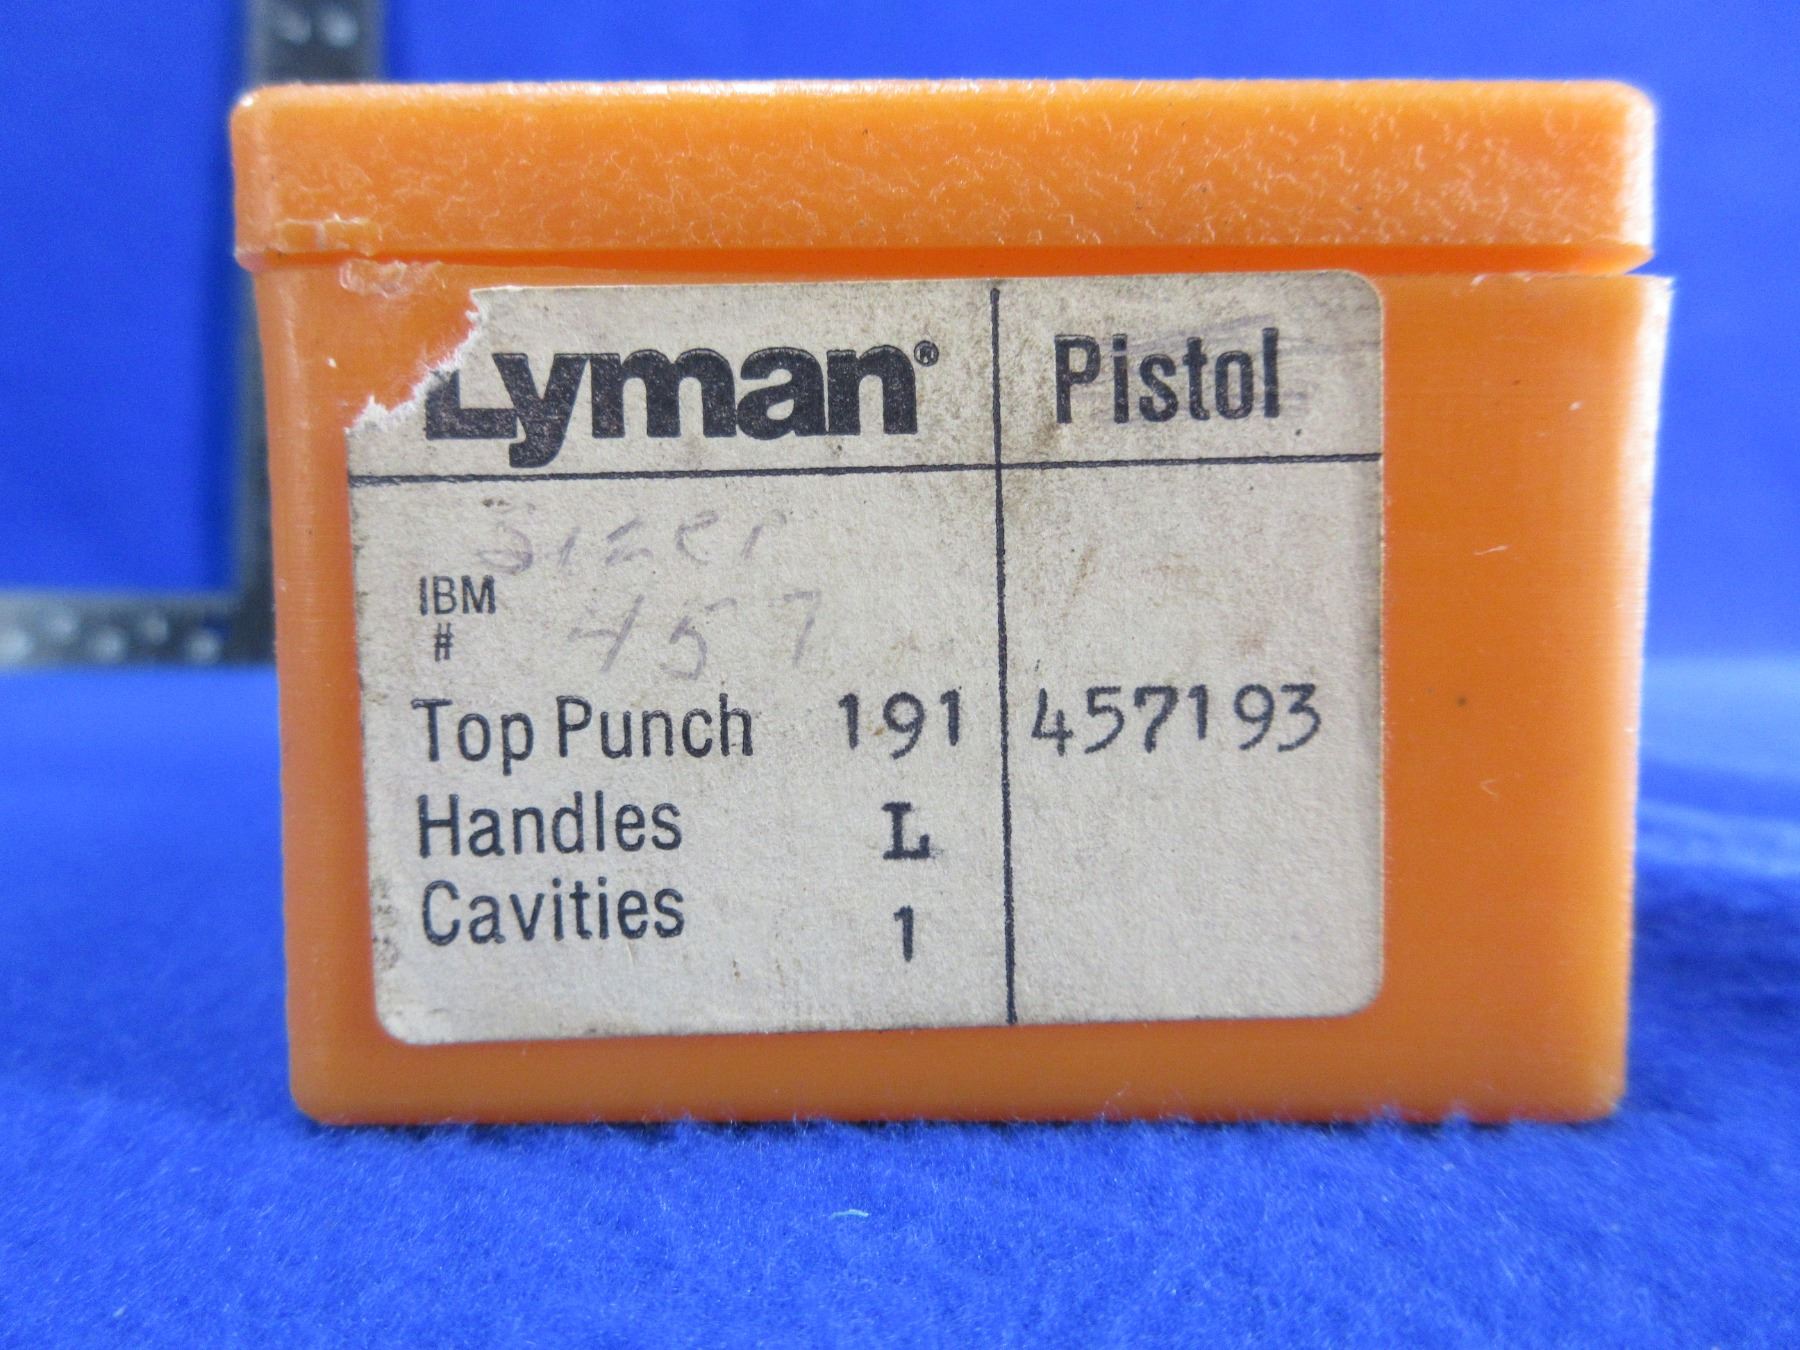 Lyman® Pistol
Sizer
IBM
# 457
Top Punch 191 457193
Handles L
Cavities 1